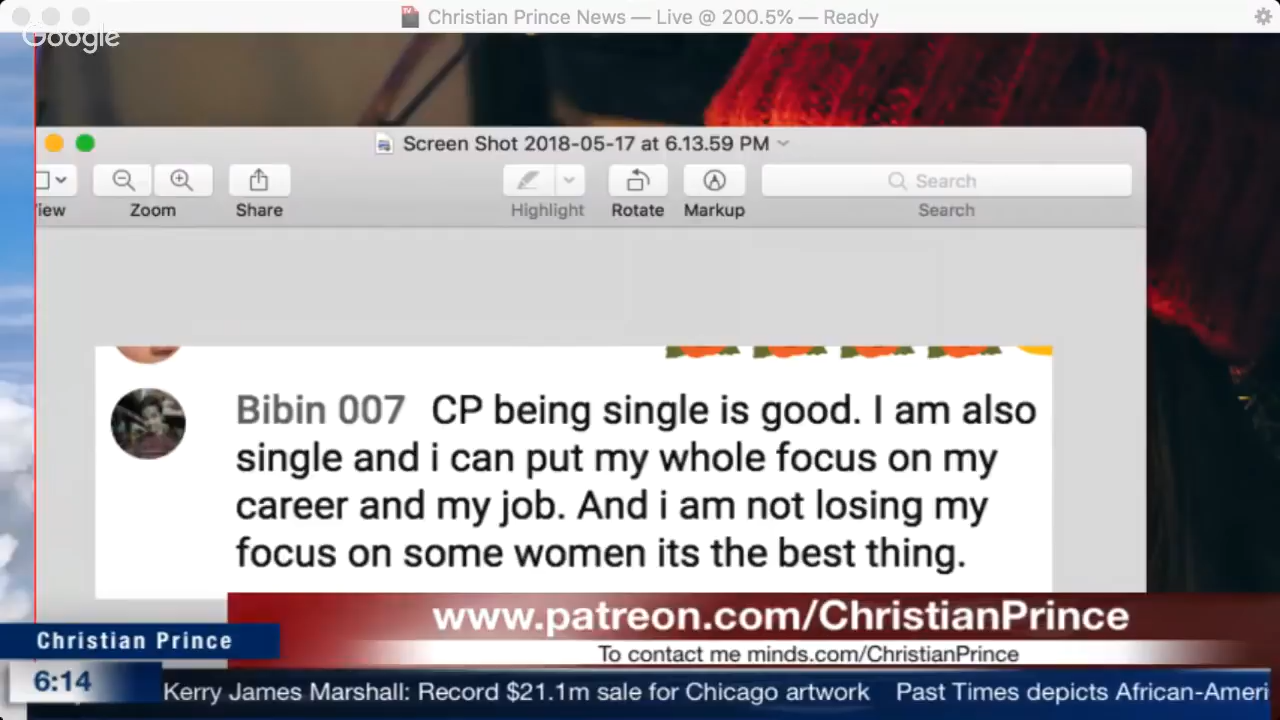 Christian Prince News — Live @ 200.5% — Ready
Google
Screen Shot 2018-05-17 at 6.13.59 PM
Zoom
Share
Highlight
Rotate
Markup
Search
Search
Bibin 007 CP being single is good. I am also
single and i can put my whole focus on my
career and my job. And i am not losing my
focus on some women its the best thing.
www.patreon.com/ChristianPrince
To contact me minds.com/ChristianPrince
Christian Prince
6:14
Kerry James Marshall: Record $21.1m sale for Chicago artwork Past Times depicts African-Ameri